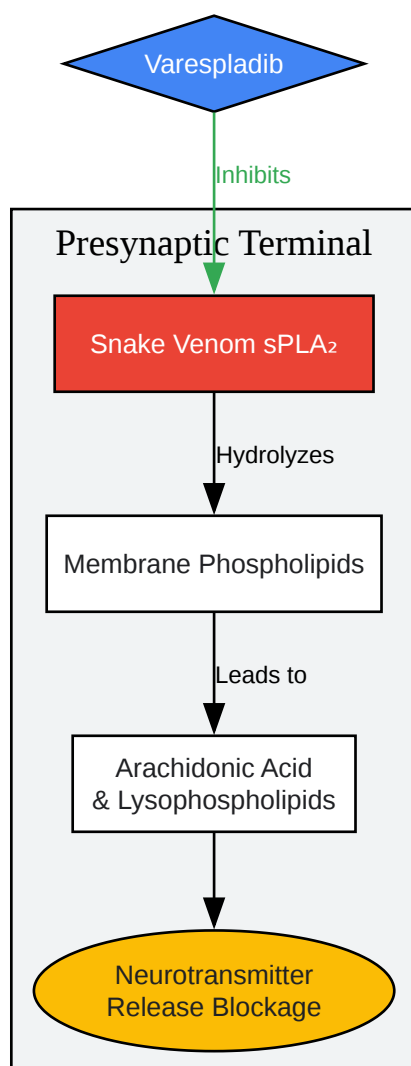 Varespladib
Inhibits
Presynaptic Terminal
Snake Venom sPLA₂
Hydrolyzes
Membrane Phospholipids
Leads to
Arachidonic Acid
& Lysophospholipids
Neurotransmitter
Release Blockage